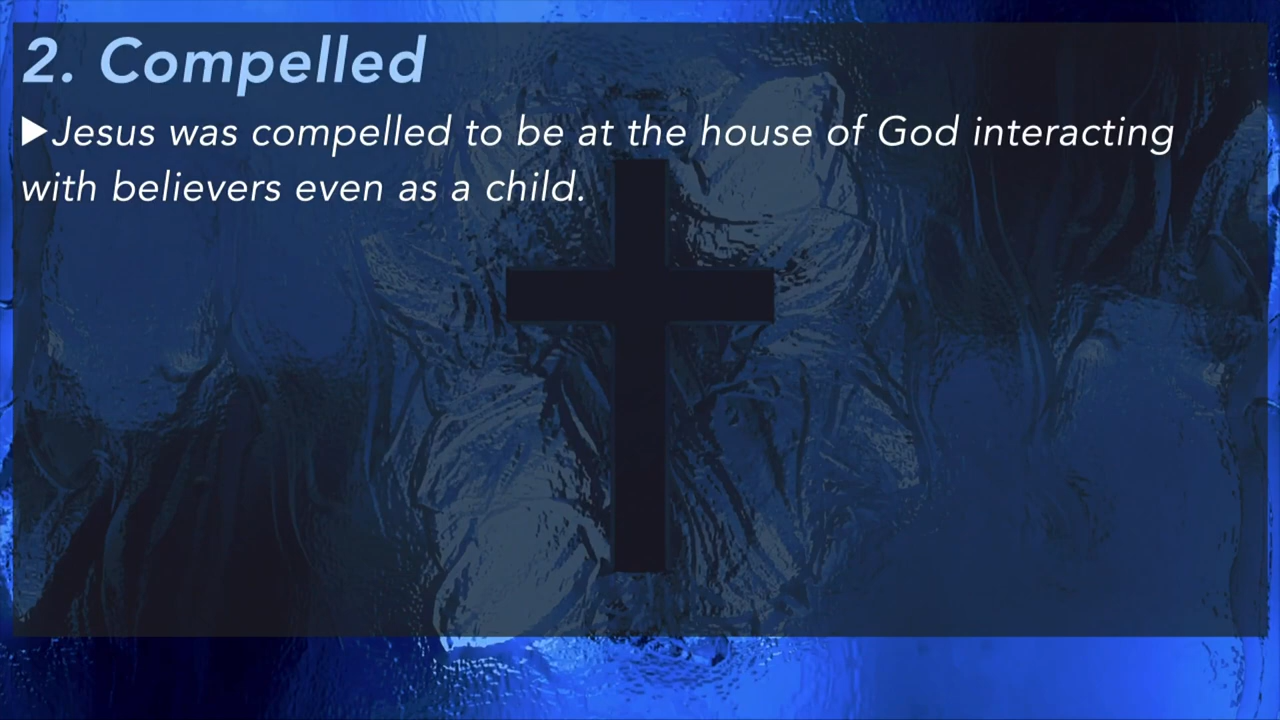 2. Compelled
▶Jesus was compelled to be at the house of God interacting
with believers even as a child.